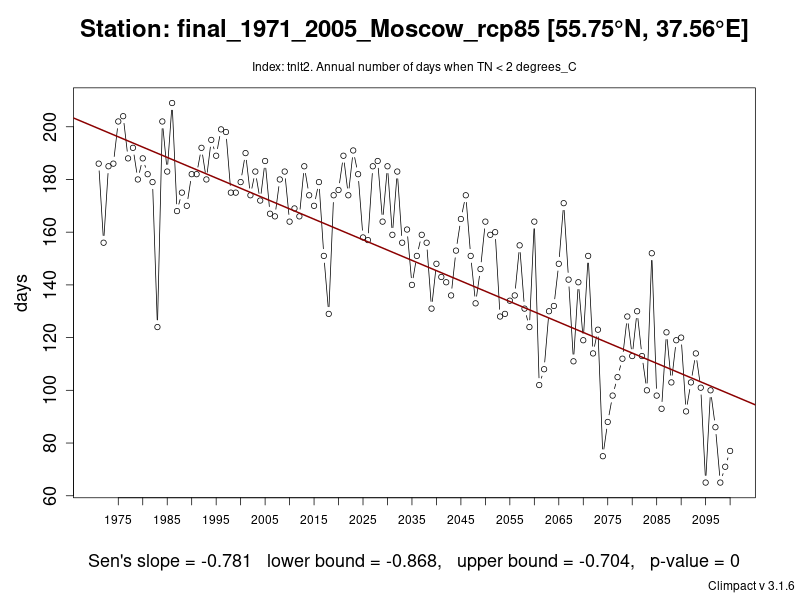 Station: final_1971_2005_Moscow_rcp85 [55.75°N, 37.56°E]
Index: tnlt2. Annual number of days when TN < 2 degrees_C
days
200
180
160
140
120
100
80
60
1975 1985 1995 2005 2015 2025 2035 2045 2055 2065 2075 2085 2095
Sen's slope = -0.781 lower bound = -0.868, upper bound = -0.704, p-value = 0
Climpact v 3.1.6